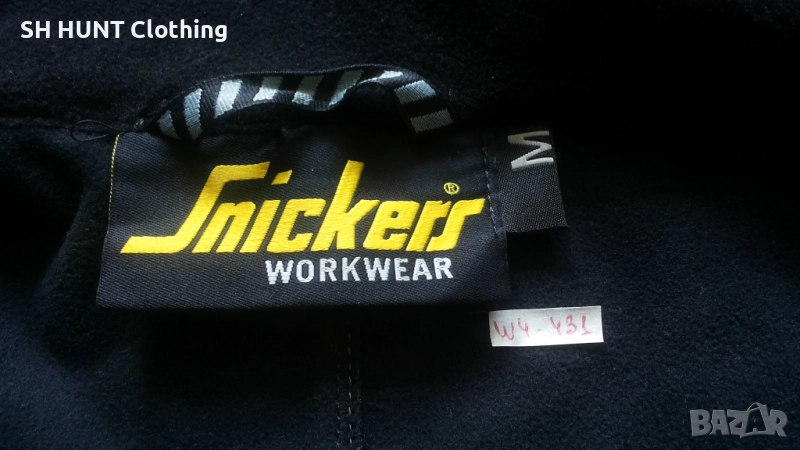 SH HUNT Clothing
M
Snickers®
WORKWEAR
W4-431
BAZAR